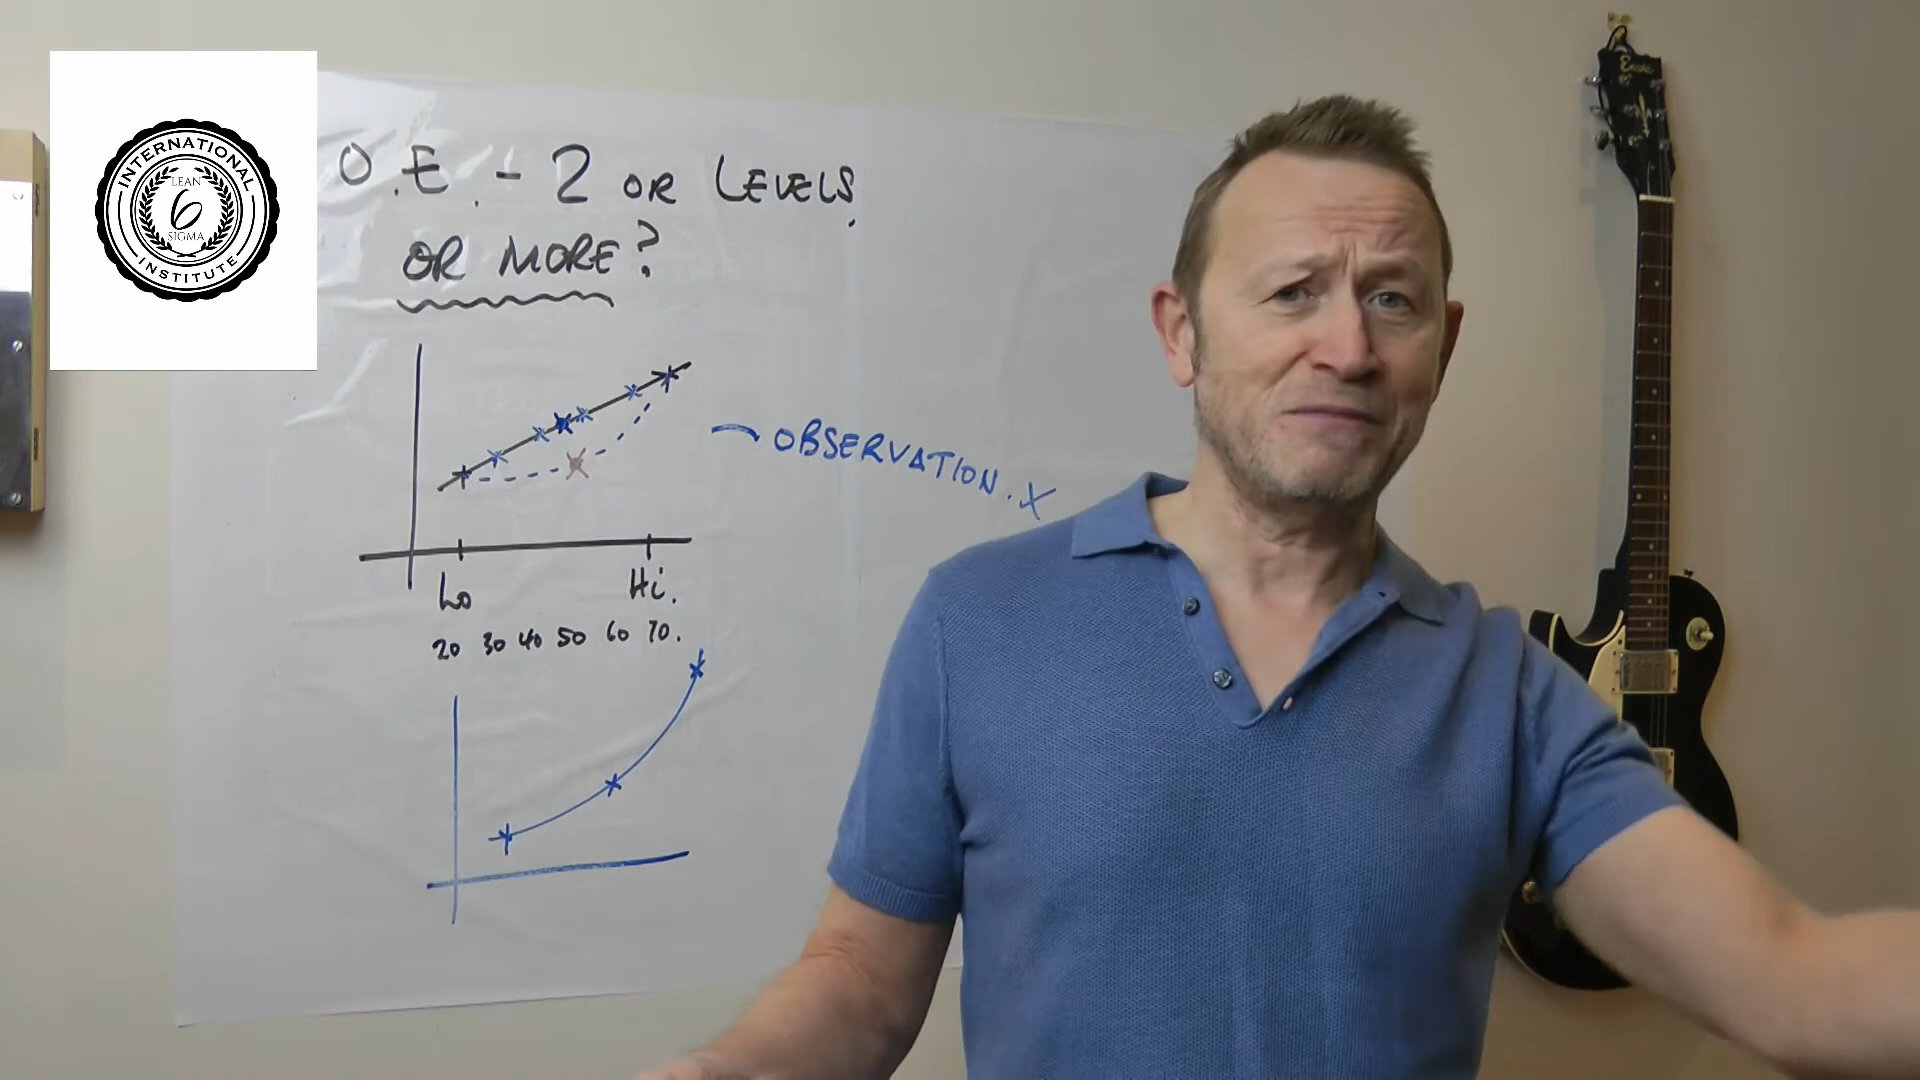 INTERNATIONAL
LEAN
6
SIGMA
INSTITUTE
O.E. - 2 OR LEVELS.
OR MORE?
OBSERVATION. X
Lo Hi.
20 30 40 50 60 70.